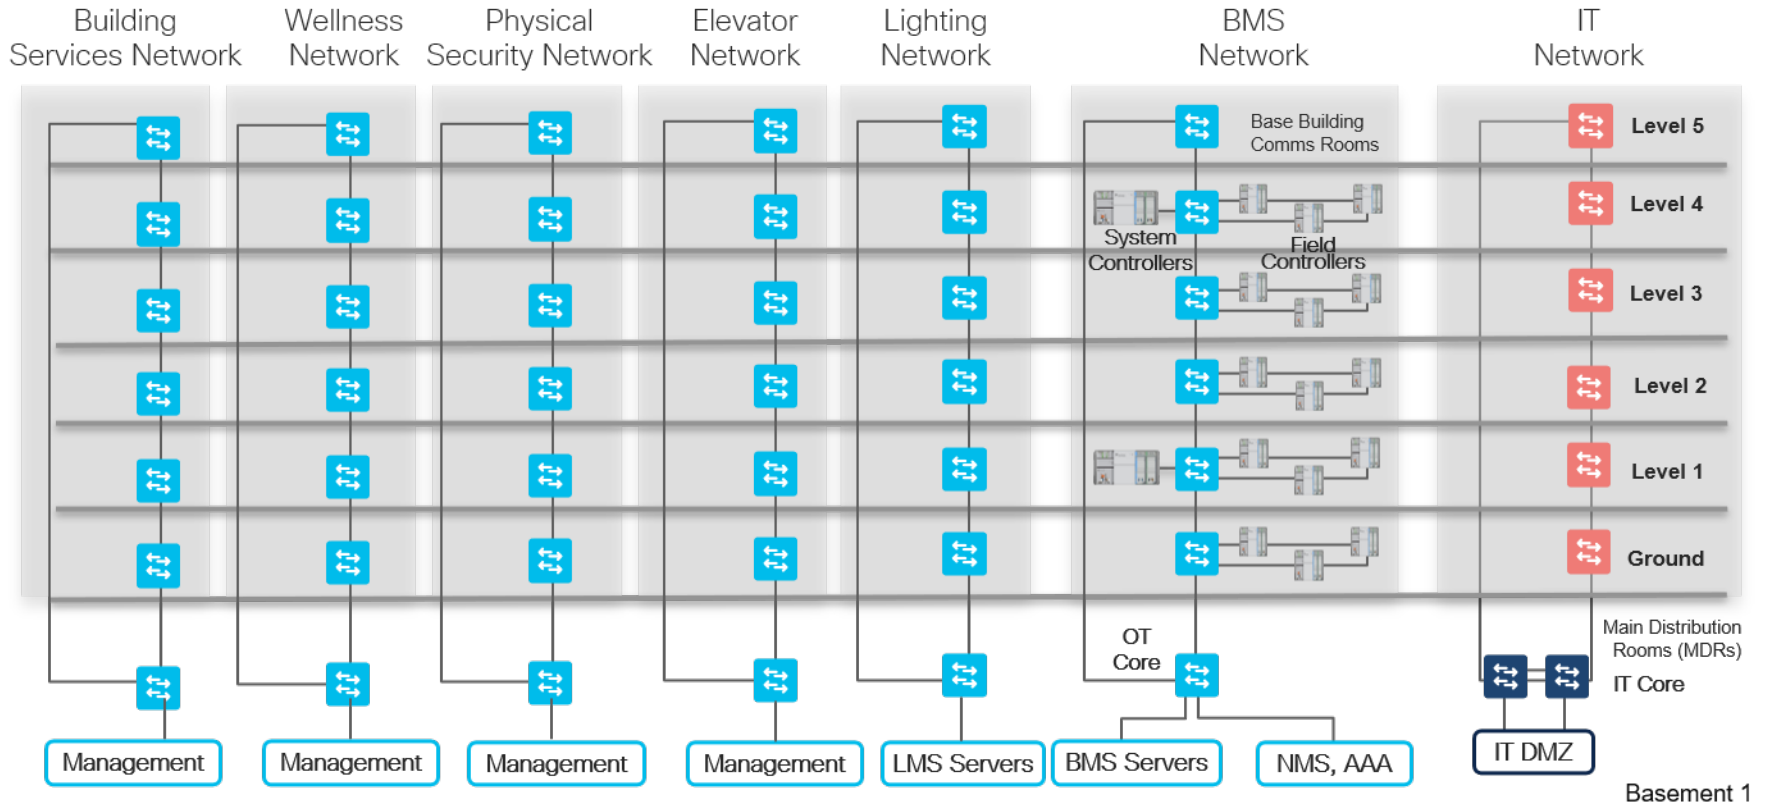 Building
Services Network
Wellness
Network
Physical
Security Network
Elevator
Network
Lighting
Network
BMS
Network
IT
Network
Base Building
Comms Rooms
Level 5
Level 4
System
Controllers
Field
Controllers
Level 3
Level 2
Level 1
Ground
OT
Core
Main Distribution
Rooms (MDRs)
IT Core
Management
Management
Management
Management
LMS Servers
BMS Servers
NMS, AAA
IT DMZ
Basement 1